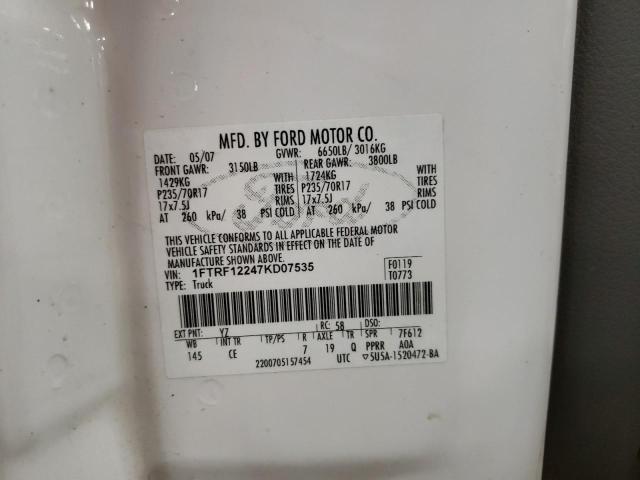 MFD. BY FORD MOTOR CO.
DATE: 05/07 GVWR: 6650LB/ 3016KG
FRONT GAWR: 3150LB REAR GAWR: 3800LB
1429KG WITH 1724KG WITH
P235/70R17 TIRES P235/70R17 TIRES
17x7.5J RIMS 17x7.5J RIMS
AT 260 kPa/ 38 PSI COLD AT 260 kPa/ 38 PSI COLD
Ford
THIS VEHICLE CONFORMS TO ALL APPLICABLE FEDERAL MOTOR
VEHICLE SAFETY STANDARDS IN EFFECT ON THE DATE OF
MANUFACTURE SHOWN ABOVE.
VIN: 1FTRF12247KD07535 F0119
TYPE: Truck T0773
EXT PNT: YZ RC: 58 DSO:
WB INT TR TP/PS R AXLE TR SPR 7F612
145 CE 7 19 Q PPRR A0A
2200705157454 UTC ▽5U5A-1520472-BA